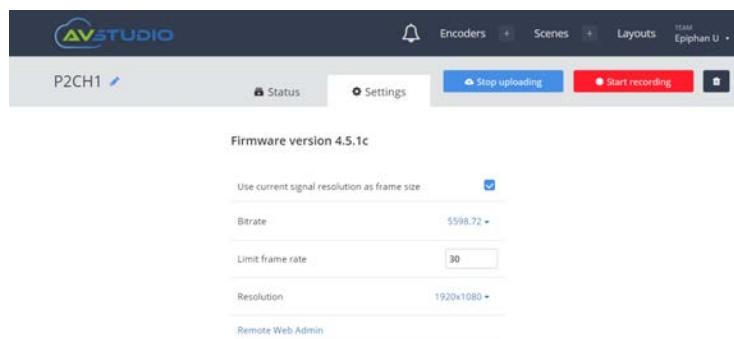 AVSTUDIO
Encoders + Scenes + Layouts
TEAM
Epiphan U
P2CH1
Status
Settings
Stop uploading
Start recording
Firmware version 4.5.1c
Use current signal resolution as frame size
Bitrate 5598.72
Limit frame rate 30
Resolution 1920x1080
Remote Web Admin